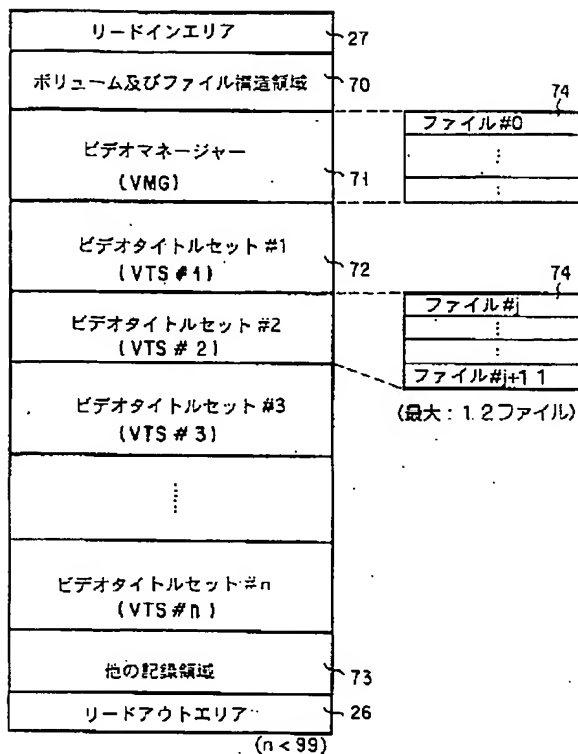 リードインエリア 27
ボリューム及びファイル構造領域 70
ビデオマネージャー
(VMG) 71
74
ファイル#0
⋮
⋮
ビデオタイトルセット #1
(VTS #1) 72
ビデオタイトルセット #2
(VTS # 2)
74
ファイル#j
⋮
⋮
ファイル#j+11
(最大:12ファイル)
ビデオタイトルセット #3
(VTS # 3)
⋮
ビデオタイトルセット #n
(VTS #n)
他の記録領域 73
リードアウトエリア 26
(n<99)